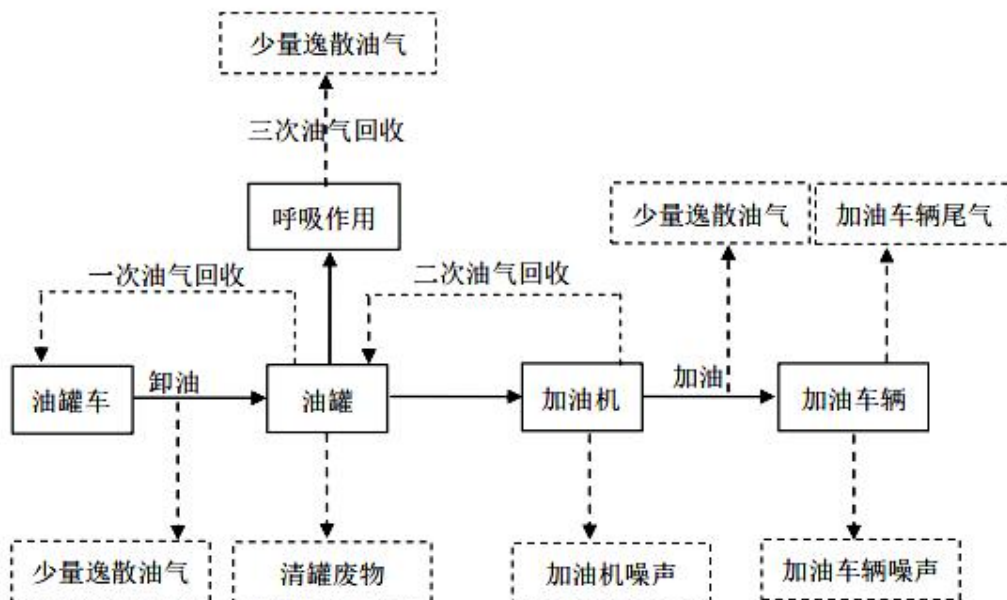 少量逸散油气
三次油气回收
呼吸作用
少量逸散油气
加油车辆尾气
一次油气回收
二次油气回收
油罐车
卸油
油罐
加油机
加油
加油车辆
少量逸散油气
清罐废物
加油机噪声
加油车辆噪声